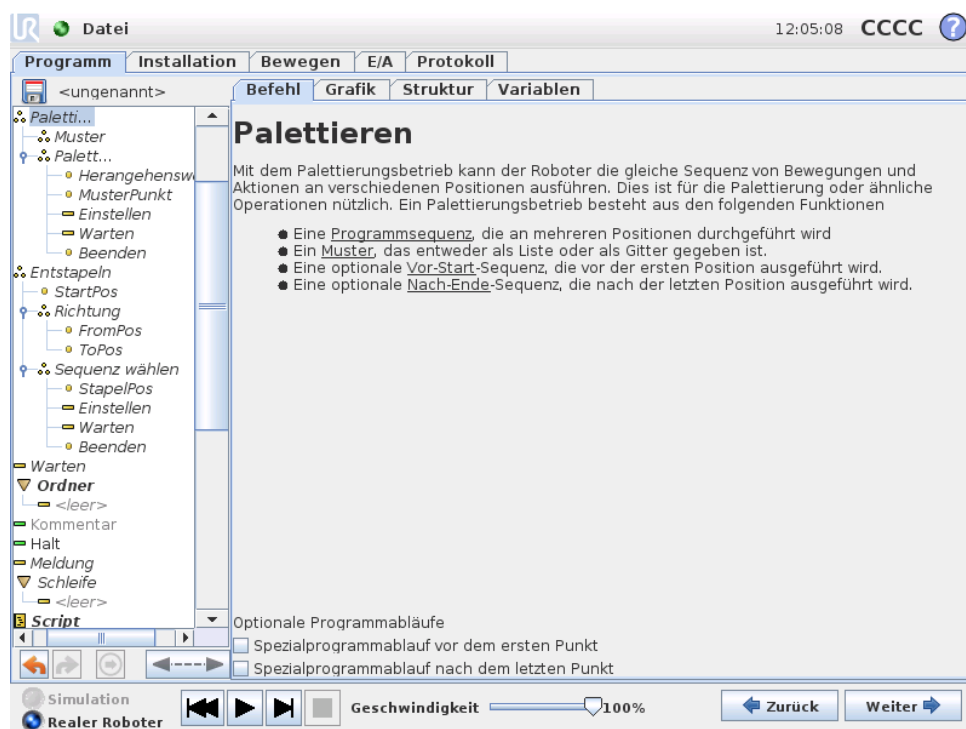 UR Datei 12:05:08 CCCC ?
Programm Installation Bewegen E/A Protokoll
<ungenannt>
Befehl Grafik Struktur Variablen
Paletti...
Muster
Palett...
Herangehenswe
MusterPunkt
Einstellen
Warten
Beenden
Entstapeln
StartPos
Richtung
FromPos
ToPos
Sequenz wählen
StapelPos
Einstellen
Warten
Beenden
Warten
Ordner
<leer>
Kommentar
Halt
Meldung
Schleife
<leer>
Script
Palettieren
Mit dem Palettierungsbetrieb kann der Roboter die gleiche Sequenz von Bewegungen und
Aktionen an verschiedenen Positionen ausführen. Dies ist für die Palettierung oder ähnliche
Operationen nützlich. Ein Palettierungsbetrieb besteht aus den folgenden Funktionen
● Eine Programmsequenz, die an mehreren Positionen durchgeführt wird
● Ein Muster, das entweder als Liste oder als Gitter gegeben ist.
● Eine optionale Vor-Start-Sequenz, die vor der ersten Position ausgeführt wird.
● Eine optionale Nach-Ende-Sequenz, die nach der letzten Position ausgeführt wird.
Optionale Programmabläufe
Spezialprogrammablauf vor dem ersten Punkt
Spezialprogrammablauf nach dem letzten Punkt
Simulation
Realer Roboter
Geschwindigkeit 100%
Zurück Weiter